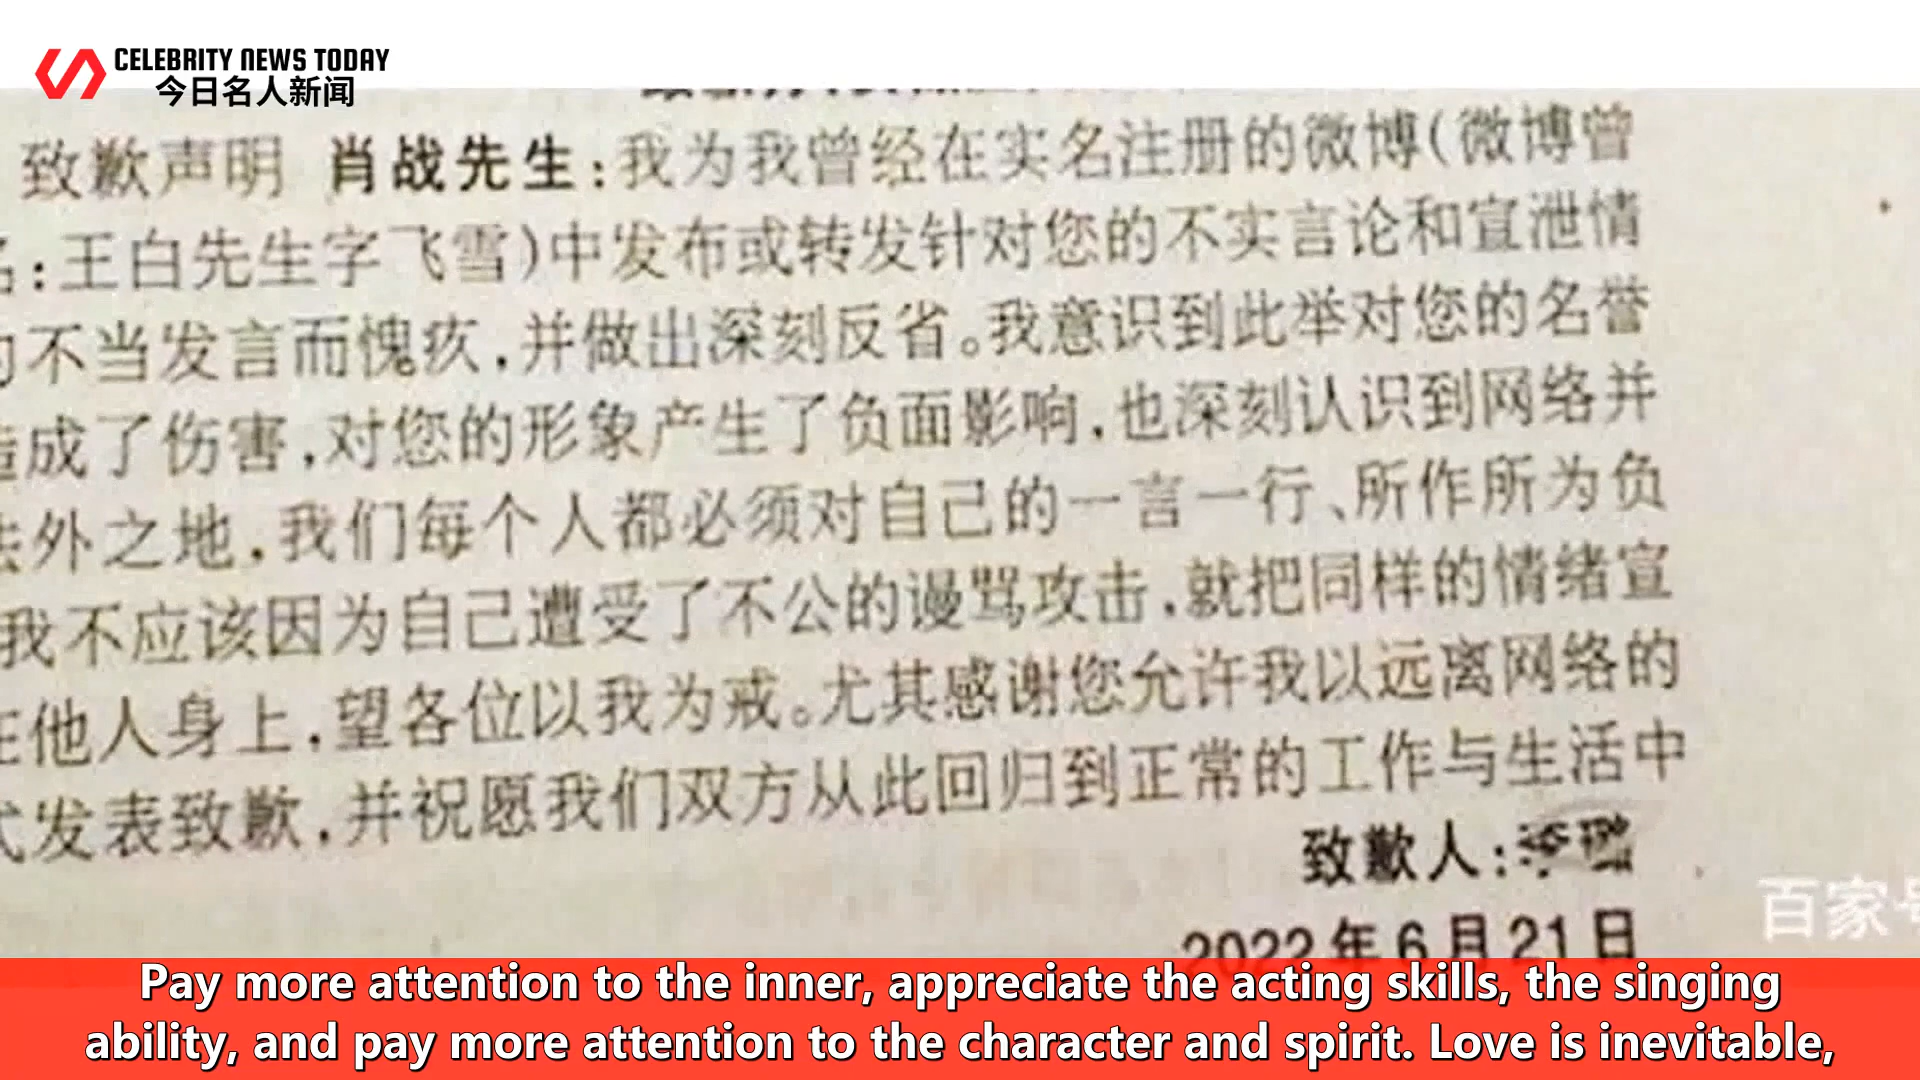 CELEBRITY NEWS TODAY
今日名人新闻
致歉声明 肖战先生:我为我曾经在实名注册的微博(微博曾
名:王白先生字飞雪)中发布或转发针对您的不实言论和宣泄情
的不当发言而愧疚,并做出深刻反省。我意识到此举对您的名誉
造成了伤害,对您的形象产生了负面影响,也深刻认识到网络并
法外之地,我们每个人都必须对自己的一言一行、所作所为负
我不应该因为自己遭受了不公的谩骂攻击,就把同样的情绪宣
在他人身上,望各位以我为戒。尤其感谢您允许我以远离网络的
式发表致歉,并祝愿我们双方从此回归到正常的工作与生活中
致歉人:
2022年6月21日
百家号
Pay more attention to the inner, appreciate the acting skills, the singing
ability, and pay more attention to the character and spirit. Love is inevitable,